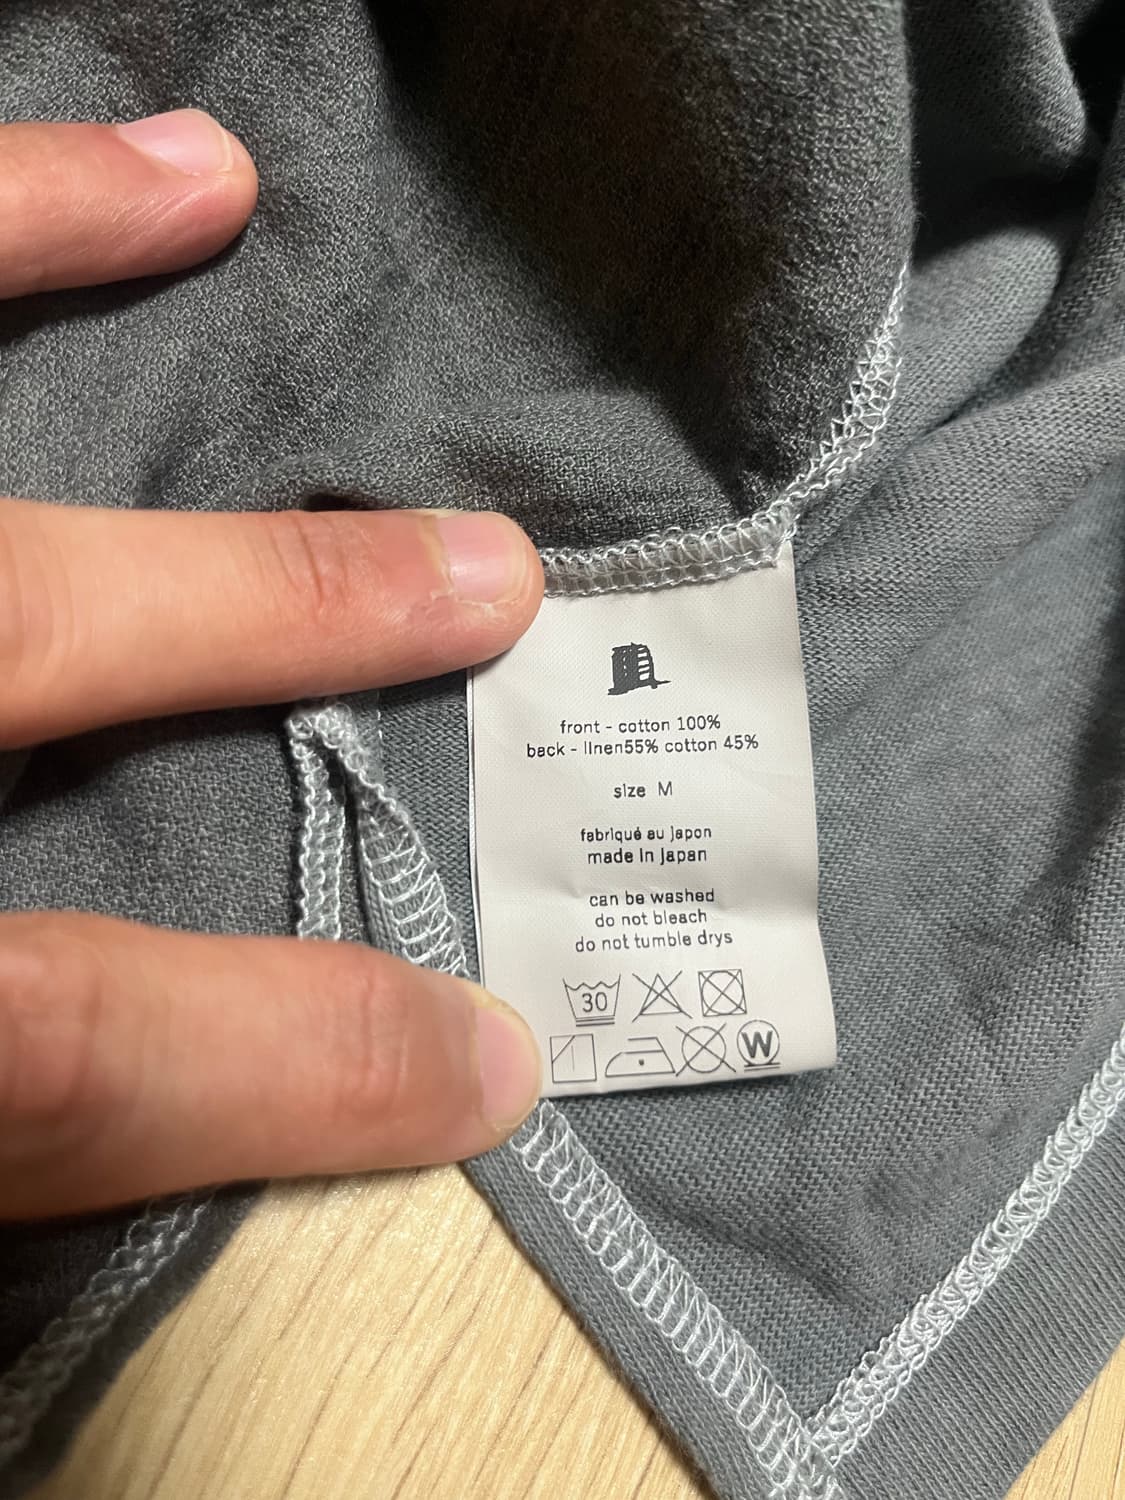 front - cotton 100%
back - linen55% cotton 45%
size M
fabriqué au japon
made in japan
can be washed
do not bleach
do not tumble drys
30
W